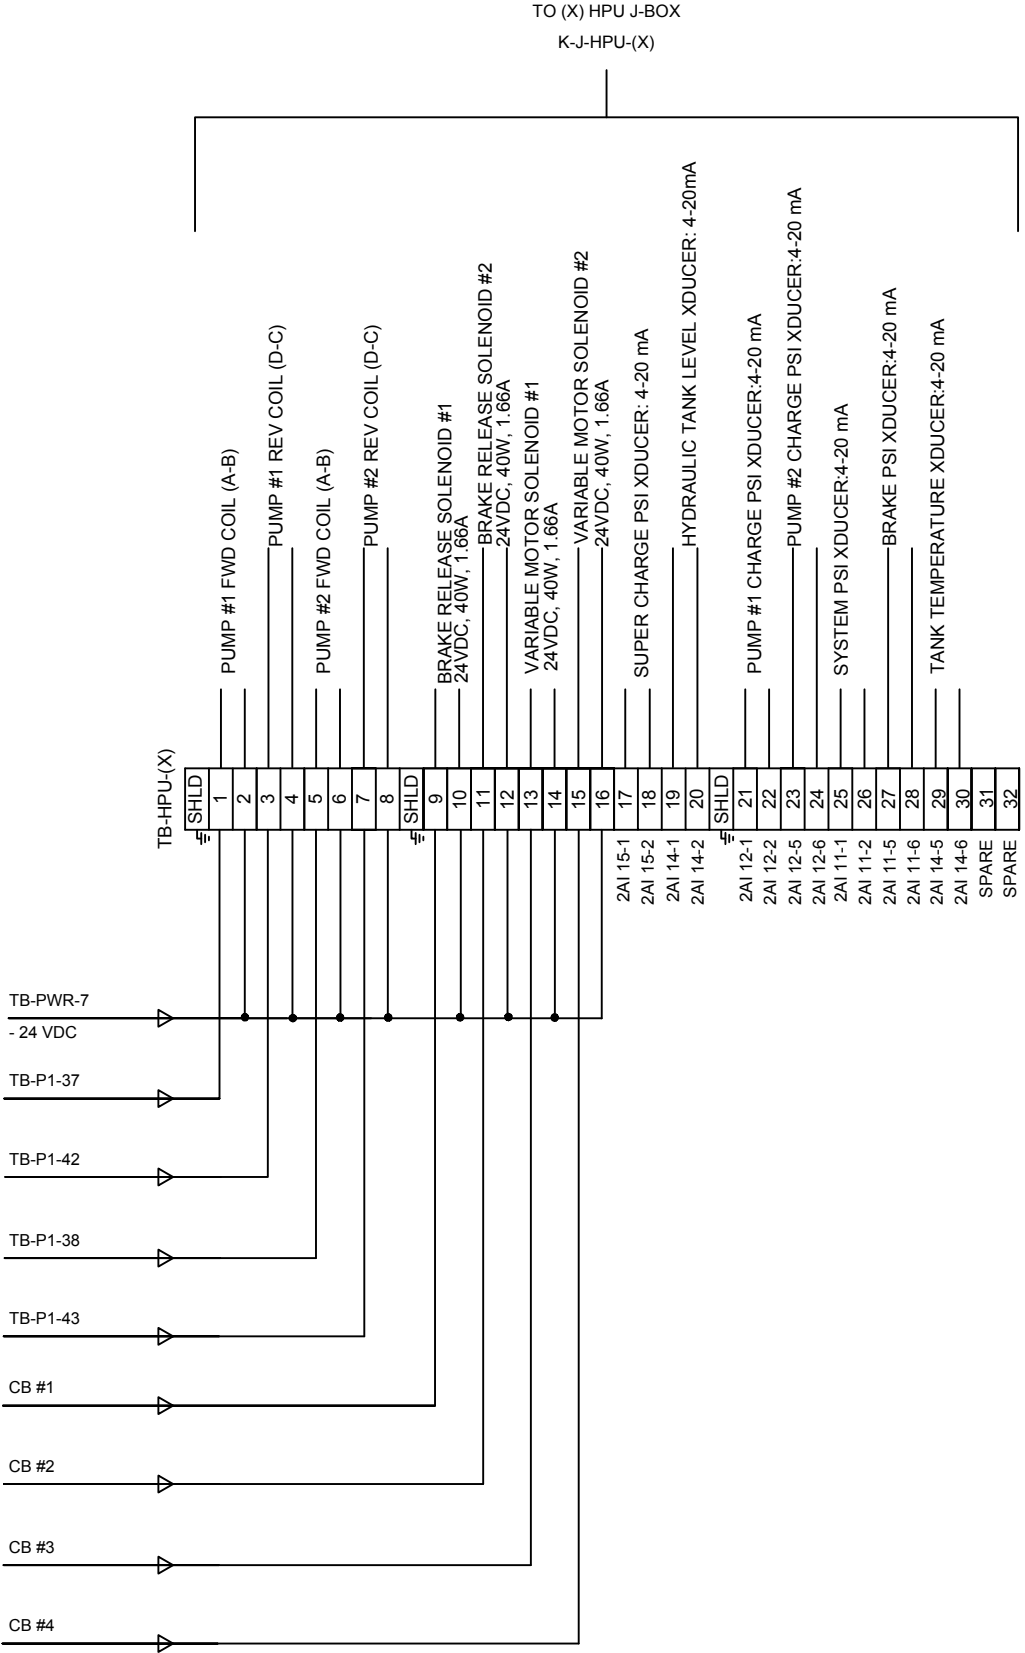 TO (X) HPU J-BOX
K-J-HPU-(X)
PUMP #1 FWD COIL (A-B)
PUMP #1 REV COIL (D-C)
PUMP #2 FWD COIL (A-B)
PUMP #2 REV COIL (D-C)
BRAKE RELEASE SOLENOID #1
24VDC, 40W, 1.66A
BRAKE RELEASE SOLENOID #2
24VDC, 40W, 1.66A
VARIABLE MOTOR SOLENOID #1
24VDC, 40W, 1.66A
VARIABLE MOTOR SOLENOID #2
24VDC, 40W, 1.66A
SUPER CHARGE PSI XDUCER: 4-20 mA
HYDRAULIC TANK LEVEL XDUCER: 4-20mA
PUMP #1 CHARGE PSI XDUCER:4-20 mA
PUMP #2 CHARGE PSI XDUCER:4-20 mA
SYSTEM PSI XDUCER:4-20 mA
BRAKE PSI XDUCER:4-20 mA
TANK TEMPERATURE XDUCER:4-20 mA
TB-HPU-(X)
SHLD
1
2
3
4
5
6
7
8
SHLD
9
10
11
12
13
14
15
16
17
18
19
20
SHLD
21
22
23
24
25
26
27
28
29
30
31
32
2AI 15-1
2AI 15-2
2AI 14-1
2AI 14-2
2AI 12-1
2AI 12-2
2AI 12-5
2AI 12-6
2AI 11-1
2AI 11-2
2AI 11-5
2AI 11-6
2AI 14-5
2AI 14-6
SPARE
SPARE
TB-PWR-7
- 24 VDC
TB-P1-37
TB-P1-42
TB-P1-38
TB-P1-43
CB #1
CB #2
CB #3
CB #4